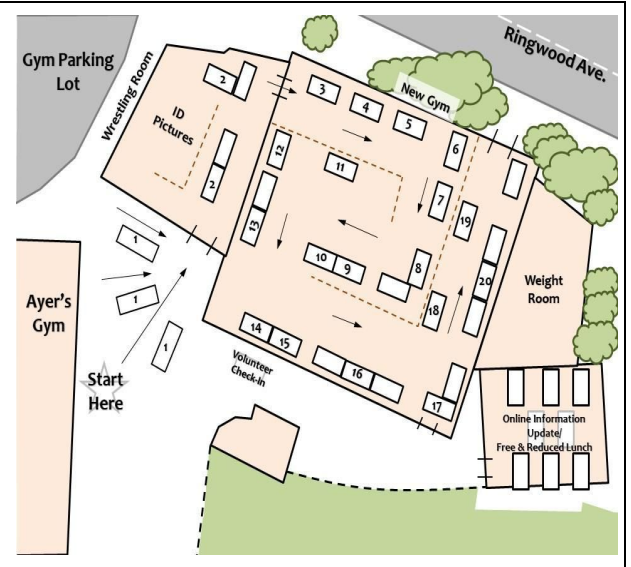 Gym Parking
Lot
Wrestling Room
Ringwood Ave.
New Gym
ID
Pictures
2
2
3
4
5
6
12
11
7
19
13
10
9
8
20
18
1
1
1
14
15
16
17
Weight
Room
Ayer's
Gym
Start
Here
Volunteer
Check-In
Online Information
Update/
Free & Reduced Lunch